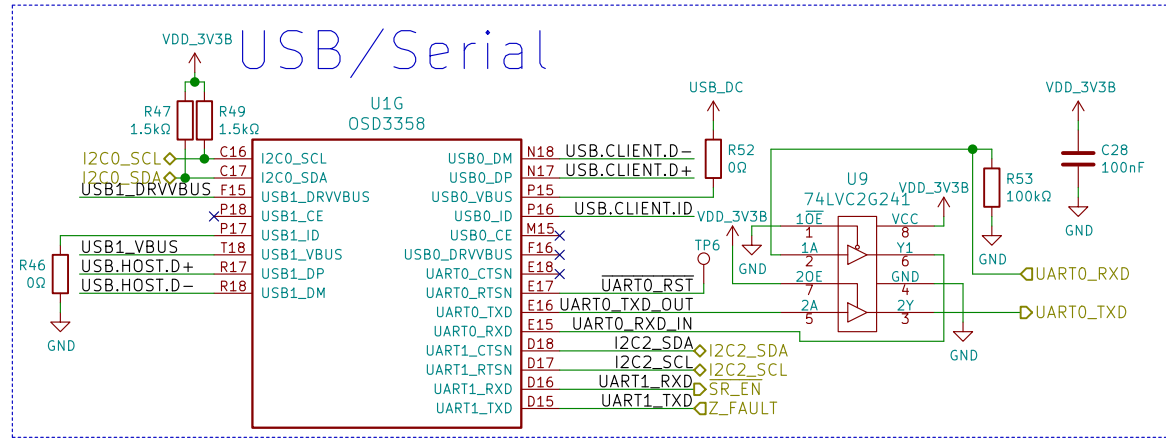 USB/Serial
VDD_3V3B
R47
1.5kΩ
R49
1.5kΩ
U1G
OSD3358
I2C0_SCL
I2C0_SDA
USB1_DRVVBUS
USB1_VBUS
USB.HOST.D+
USB.HOST.D-
R46
0Ω
GND
C16
C17
F15
P18
P17
T18
R17
R18
I2C0_SCL
I2C0_SDA
USB1_DRVVBUS
USB1_CE
USB1_ID
USB1_VBUS
USB1_DP
USB1_DM
USB0_DM
USB0_DP
USB0_VBUS
USB0_ID
USB0_CE
USB0_DRVVBUS
UART0_CTSN
UART0_RTSN
UART0_TXD
UART0_RXD
UART1_CTSN
UART1_RTSN
UART1_RXD
UART1_TXD
N18
N17
P15
P16
M15
F16
E18
E17
E16
E15
D18
D17
D16
D15
USB.CLIENT.D-
USB.CLIENT.D+
USB.CLIENT.ID
UART0_RST
UART0_TXD_OUT
UART0_RXD_IN
I2C2_SDA
I2C2_SCL
UART1_RXD
UART1_TXD
I2C2_SDA
I2C2_SCL
SR_EN
Z_FAULT
USB_DC
R52
0Ω
TP6
VDD_3V3B
GND
U9
74LVC2G241
1OE
1
1A
2
2OE
7
2A
5
VCC
8
Y1
6
GND
4
2Y
3
VDD_3V3B
GND
R53
100kΩ
GND
UART0_RXD
UART0_TXD
VDD_3V3B
C28
100nF
GND